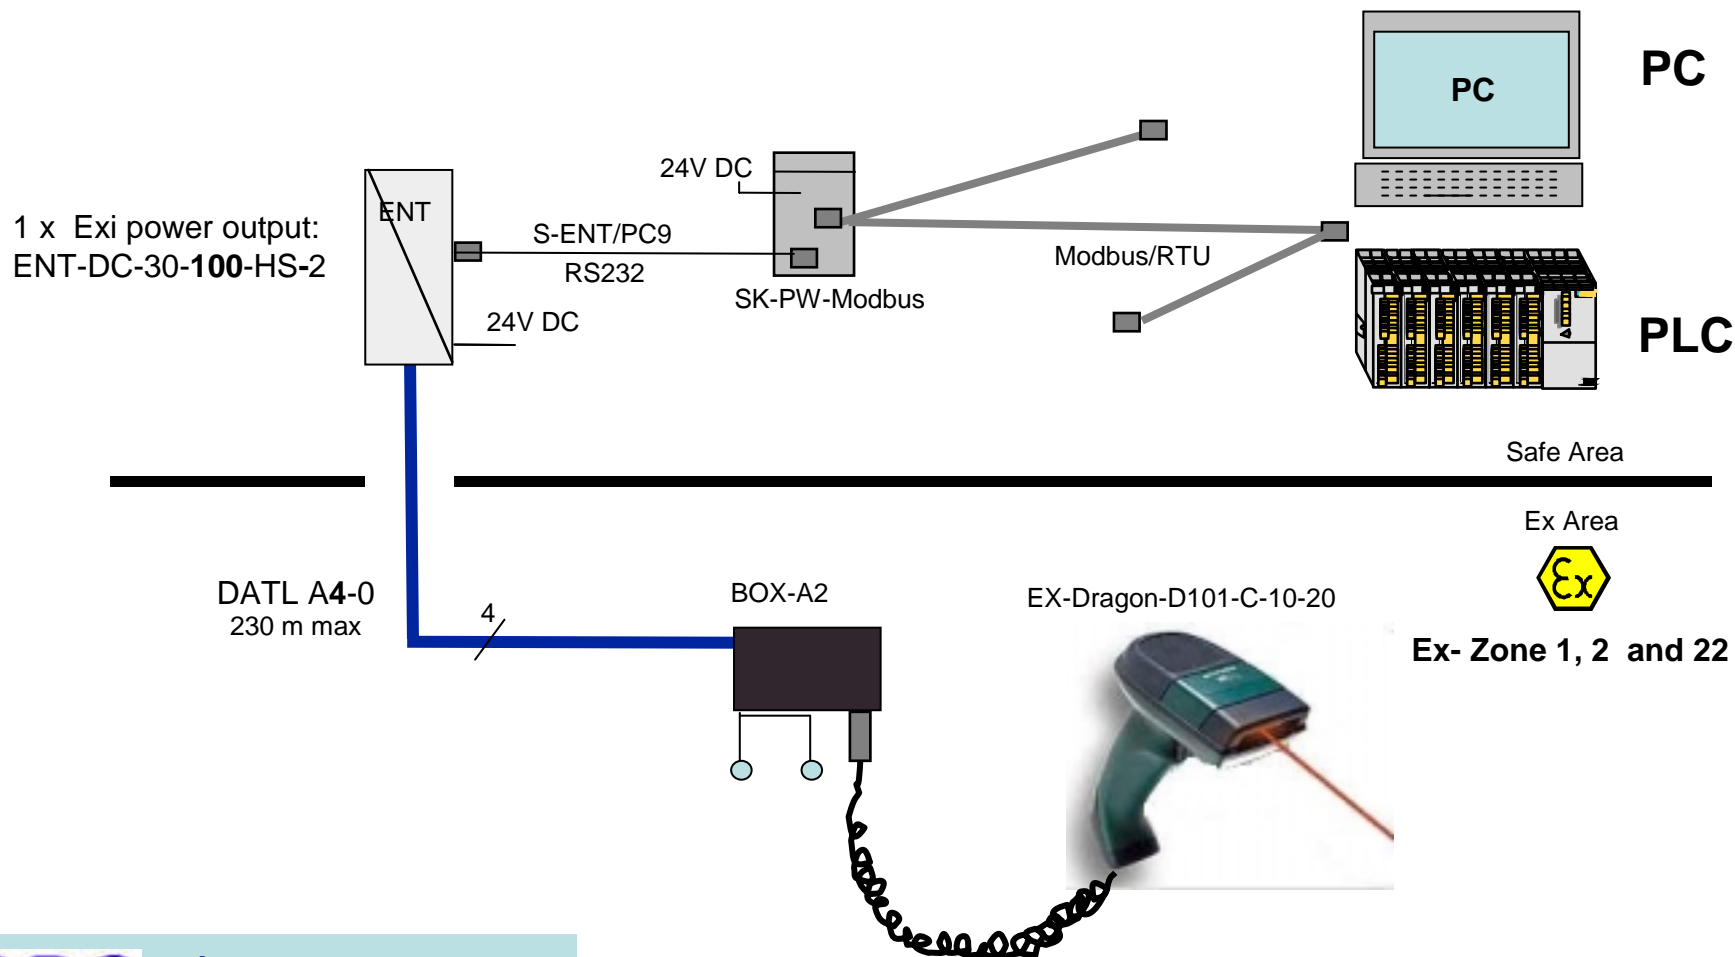 PC
PC
24V DC
ENT
1 x Exi power output:
ENT-DC-30-100-HS-2
S-ENT/PC9
RS232
Modbus/RTU
SK-PW-Modbus
24V DC
PLC
Safe Area
Ex Area
Ex
DATL A4-0
230 m max
4
BOX-A2
EX-Dragon-D101-C-10-20
Ex- Zone 1, 2 and 22